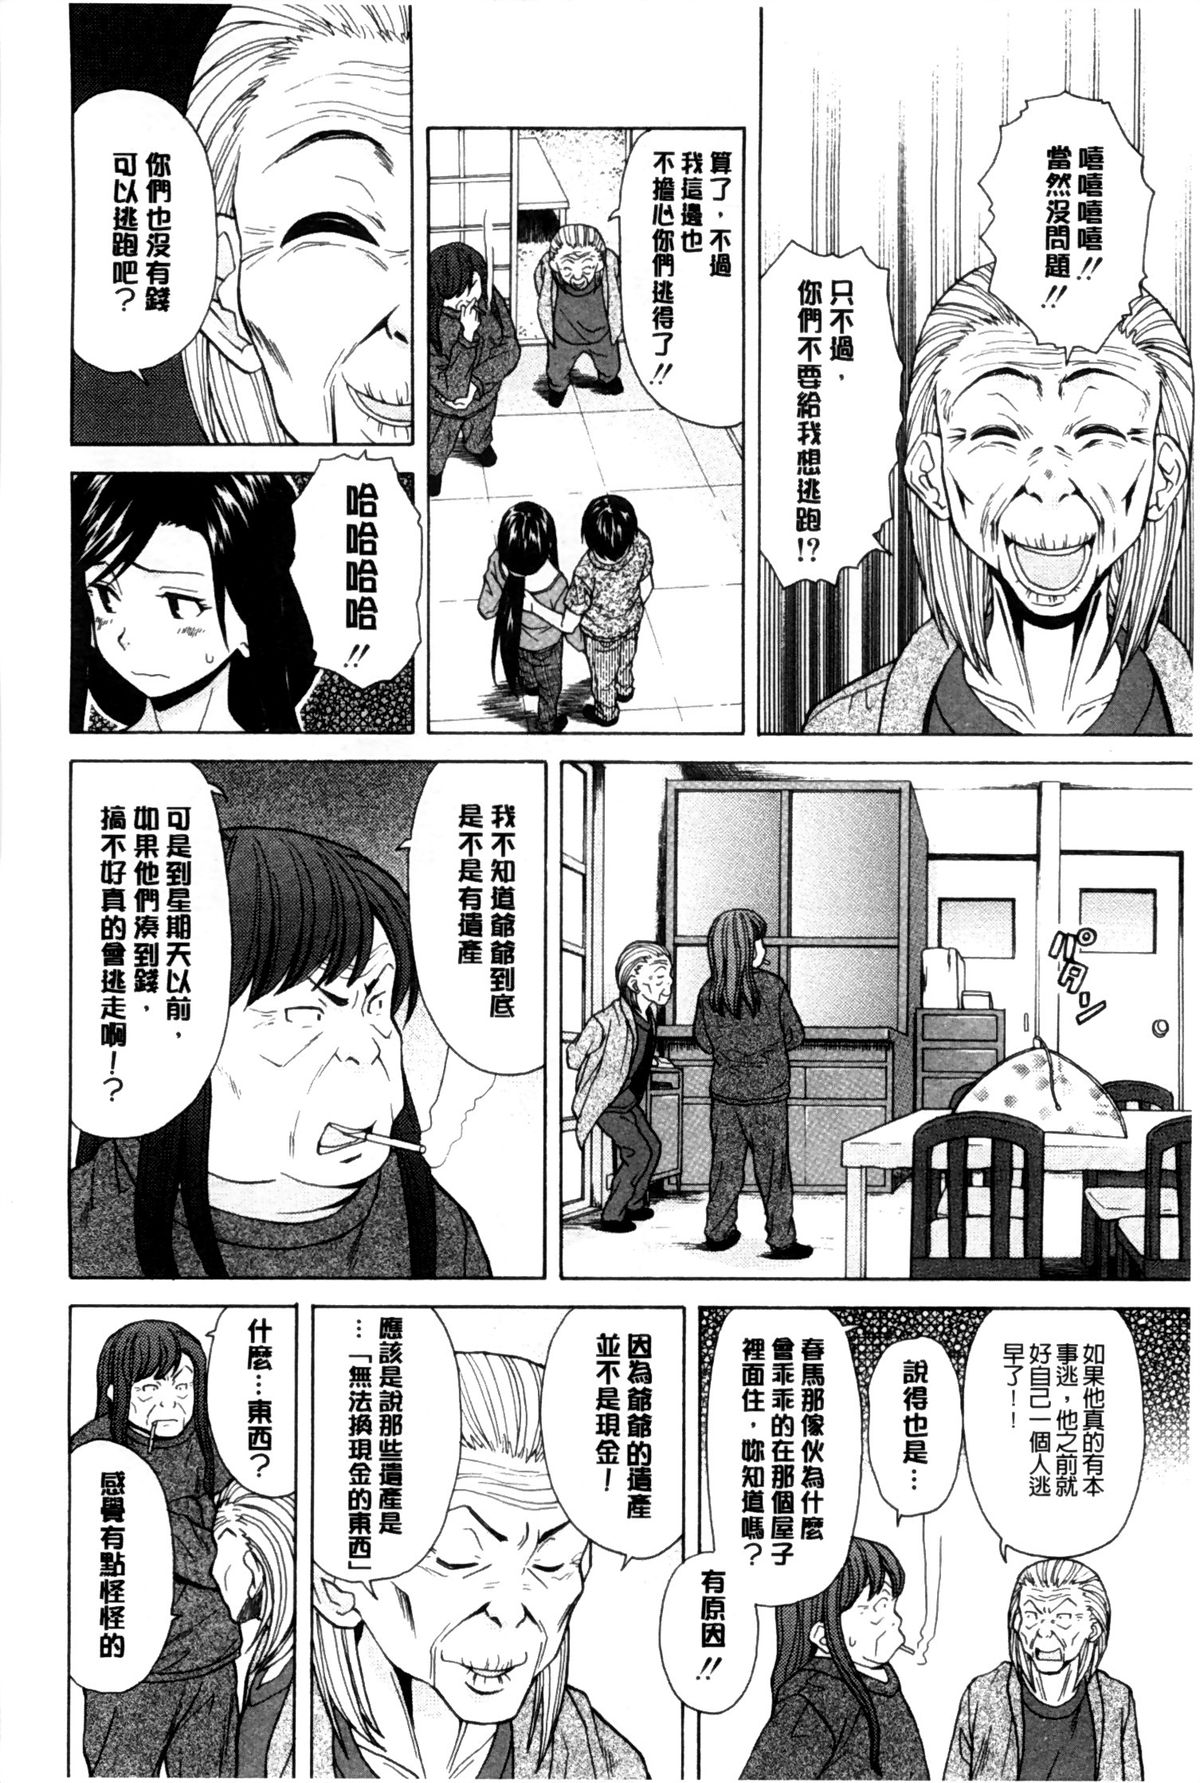 嘻嘻嘻嘻!!
當然沒問題!!
只不過，
你們不要給我想逃跑!?
算了，不過
我這邊也
不擔心你們逃得了!!
你們也沒有錢
可以逃跑吧？
哈哈哈哈!!
パタン
我不知道爺爺到底
是不是有遺產
可是到星期天以前，
如果他們湊到錢，
搞不好真的會逃走啊！？
如果他真的有本
事逃，他之前就
好自己一個人逃
早了！！
說得也是…
春馬那傢伙為什麼
會乖乖的在那個屋子
裡面住，妳知道嗎？
有原因!!
因為爺爺的遺產
並不是現金！
應該是說那些遺產是
…「無法換現金的東西」
什麼…東西？
感覺有點怪怪的